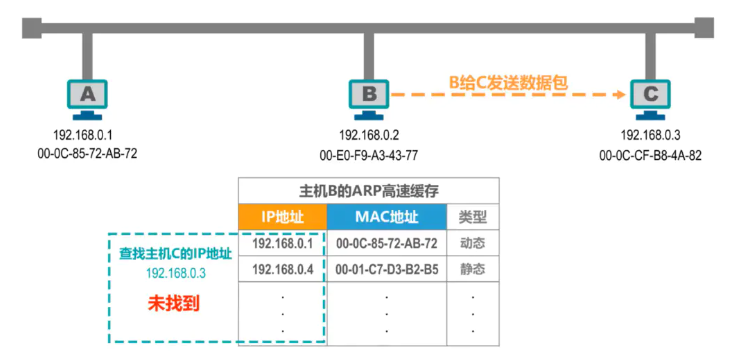 A
B
B给C发送数据包
C
192.168.0.1
00-0C-85-72-AB-72
192.168.0.2
00-E0-F9-A3-43-77
192.168.0.3
00-0C-CF-B8-4A-82
主机B的ARP高速缓存
IP地址 MAC地址 类型
192.168.0.1 00-0C-85-72-AB-72 动态
192.168.0.4 00-01-C7-D3-B2-B5 静态
. . .
. . .
. . .
查找主机C的IP地址
192.168.0.3
未找到